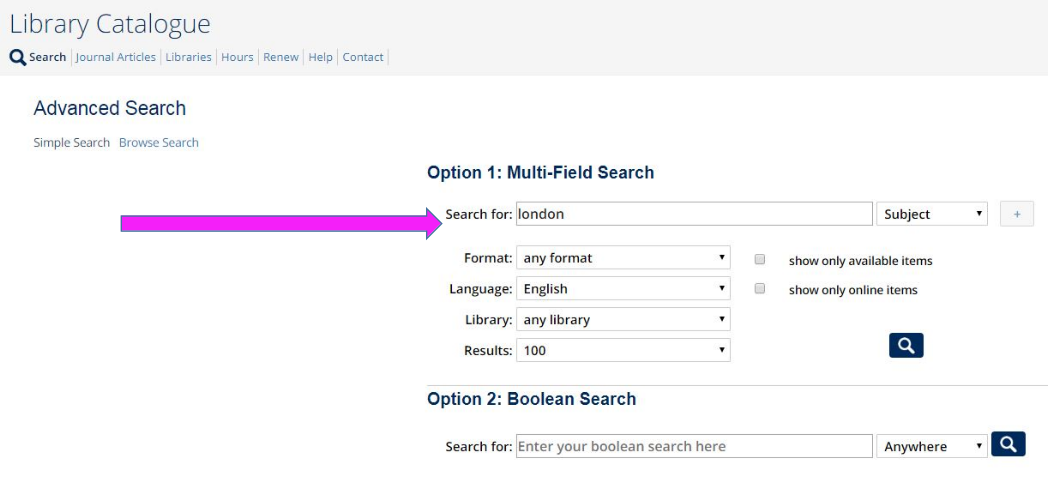 Library Catalogue
Search Journal Articles Libraries Hours Renew Help Contact
Advanced Search
Simple Search Browse Search
Option 1: Multi-Field Search
Search for: london Subject +
Format: any format show only available items
Language: English show only online items
Library: any library
Results: 100
Option 2: Boolean Search
Search for: Enter your boolean search here Anywhere